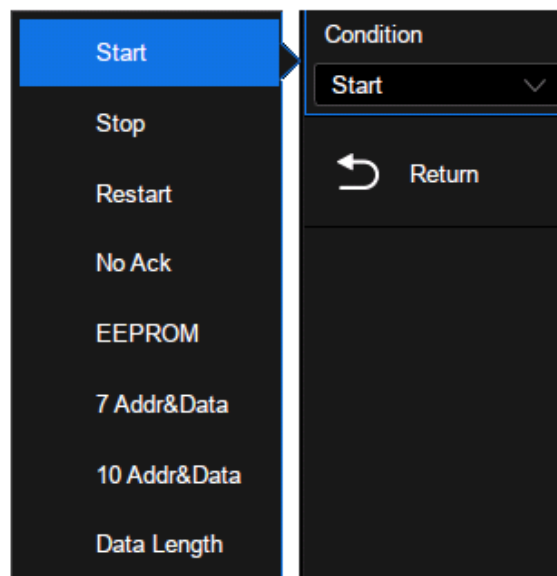 Start
Stop
Restart
No Ack
EEPROM
7 Addr&Data
10 Addr&Data
Data Length
Condition
Start
Return